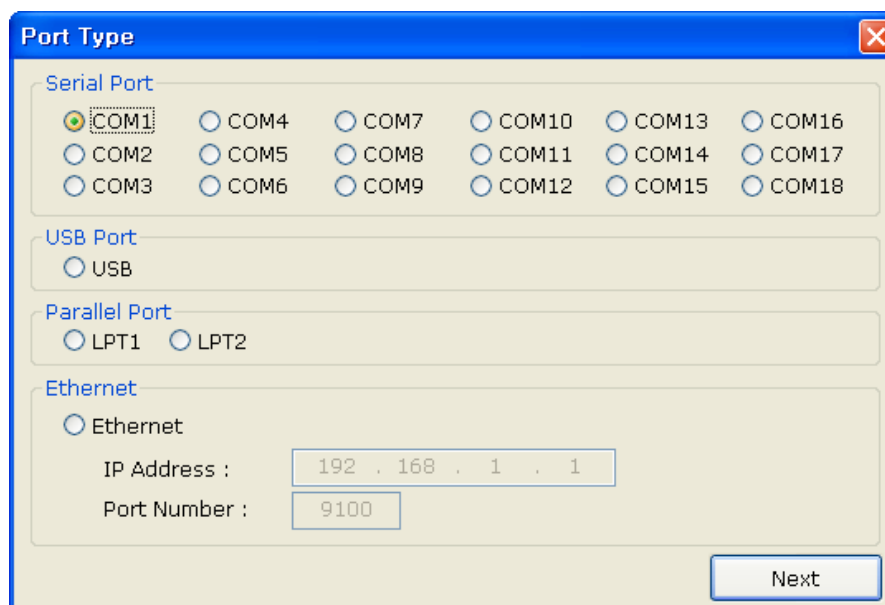 Port Type
Serial Port
COM1 COM4 COM7 COM10 COM13 COM16
COM2 COM5 COM8 COM11 COM14 COM17
COM3 COM6 COM9 COM12 COM15 COM18
USB Port
USB
Parallel Port
LPT1 LPT2
Ethernet
Ethernet
IP Address : 192 . 168 . 1 . 1
Port Number : 9100
Next